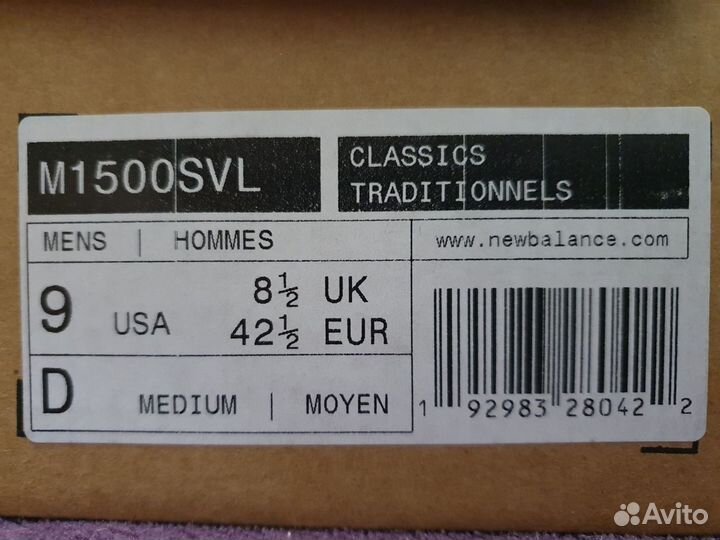 M1500SVL
CLASSICS
TRADITIONNELS
MENS | HOMMES
www.newbalance.com
9 USA
8½ UK
42½ EUR
D MEDIUM | MOYEN
1 92983 28042 2
Avito